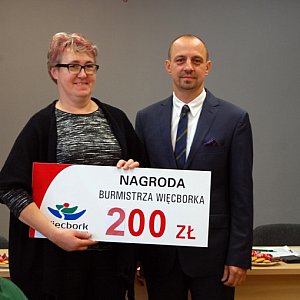 NAGRODA
BURMISTRZA WIĘCBORKA
200 ZŁ
Więcbork